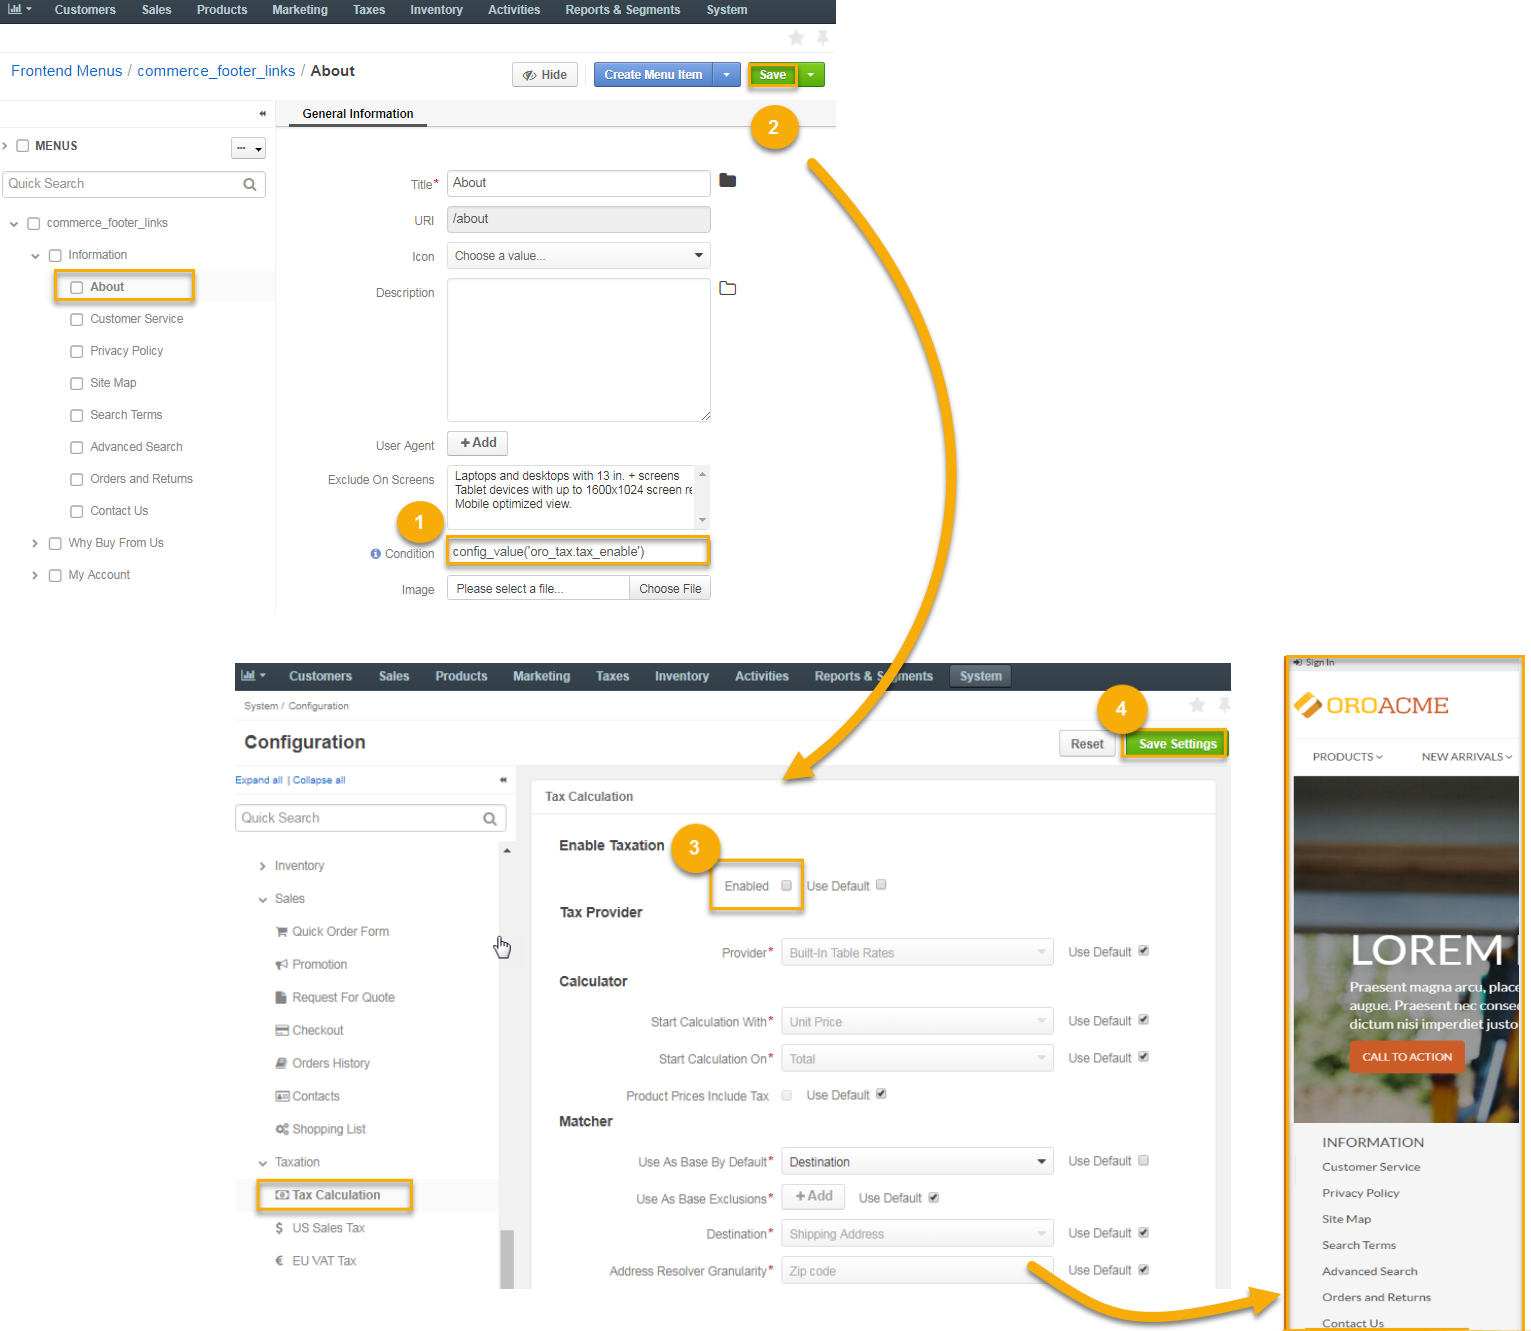 Customers Sales Products Marketing Taxes Inventory Activities Reports & Segments System
Frontend Menus / commerce_footer_links / About
Hide Create Menu Item Save
2
General Information
MENUS
...
Quick Search
commerce_footer_links
Information
About
Customer Service
Privacy Policy
Site Map
Search Terms
Advanced Search
Orders and Returns
Contact Us
Why Buy From Us
My Account
Title* About
URI /about
Icon Choose a value...
Description
User Agent +Add
Exclude On Screens Laptops and desktops with 13 in. + screens
Tablet devices with up to 1600x1024 screen re
Mobile optimized view.
1
Condition config_value('oro_tax.tax_enable')
Image Please select a file... Choose File
Customers Sales Products Marketing Taxes Inventory Activities Reports & Segments System
System / Configuration
4
Configuration
Reset Save Settings
Expand all | Collapse all
Quick Search
Inventory
Sales
Quick Order Form
Promotion
Request For Quote
Checkout
Orders History
Contacts
Shopping List
Taxation
Tax Calculation
$ US Sales Tax
€ EU VAT Tax
Tax Calculation
Enable Taxation
3
Enabled Use Default
Tax Provider
Provider* Built-In Table Rates Use Default
Calculator
Start Calculation With* Unit Price Use Default
Start Calculation On* Total Use Default
Product Prices Include Tax Use Default
Matcher
Use As Base By Default* Destination Use Default
Use As Base Exclusions* +Add Use Default
Destination* Shipping Address Use Default
Address Resolver Granularity* Zip code Use Default
Sign In
OROACME
PRODUCTS NEW ARRIVALS
LOREM
Praesent magna arcu, place
augue. Praesent nec consec
dictum nisi imperdiet justo
CALL TO ACTION
INFORMATION
Customer Service
Privacy Policy
Site Map
Search Terms
Advanced Search
Orders and Returns
Contact Us